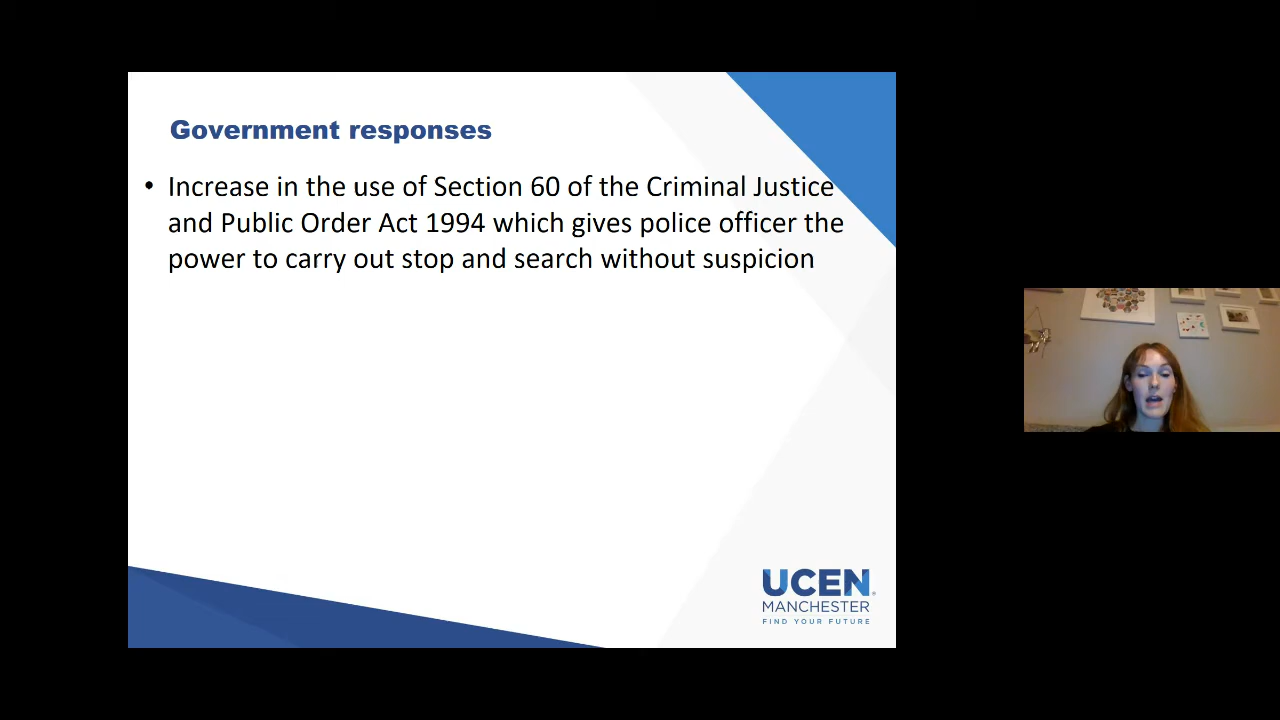 Government responses
• Increase in the use of Section 60 of the Criminal Justice
and Public Order Act 1994 which gives police officer the
power to carry out stop and search without suspicion
UCEN®
MANCHESTER
FIND YOUR FUTURE